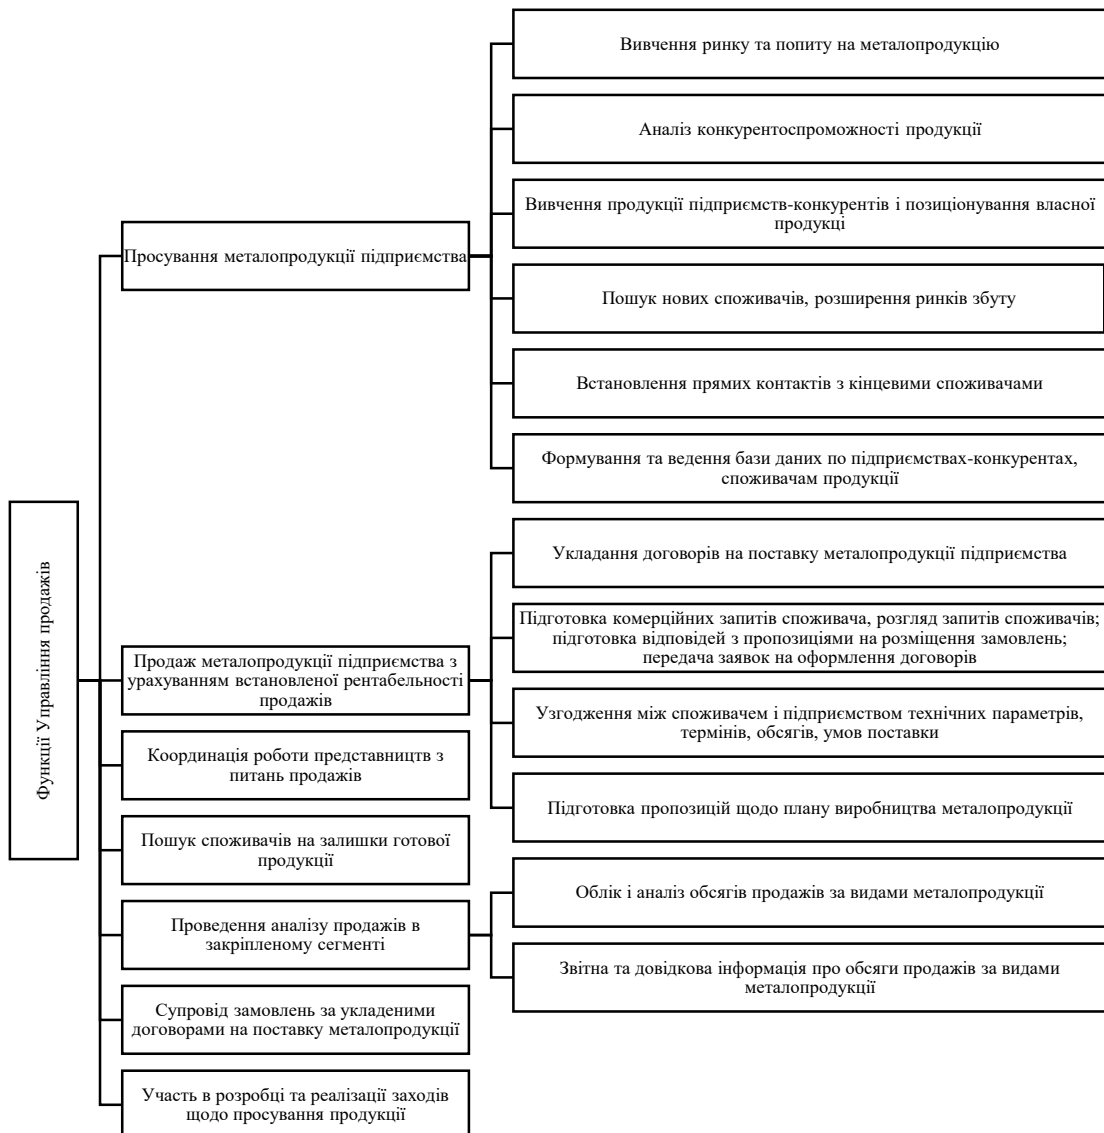 Функції Управління продажів
Просування металопродукції підприємства
Вивчення ринку та попиту на металопродукцію
Аналіз конкурентоспроможності продукції
Вивчення продукції підприємств-конкурентів і позиціонування власної
продукці
Пошук нових споживачів, розширення ринків збуту
Встановлення прямих контактів з кінцевими споживачами
Формування та ведення бази даних по підприємствах-конкурентах,
споживачам продукції
Продаж металопродукції підприємства з
урахуванням встановленої рентабельності
продажів
Укладання договорів на поставку металопродукції підприємства
Підготовка комерційних запитів споживача, розгляд запитів споживачів;
підготовка відповідей з пропозиціями на розміщення замовлень;
передача заявок на оформлення договорів
Узгодження між споживачем і підприємством технічних параметрів,
термінів, обсягів, умов поставки
Підготовка пропозицій щодо плану виробництва металопродукції
Координація роботи представництв з
питань продажів
Пошук споживачів на залишки готової
продукції
Проведення аналізу продажів в
закріпленому сегменті
Облік і аналіз обсягів продажів за видами металопродукції
Звітна та довідкова інформація про обсяги продажів за видами
металопродукції
Супровід замовлень за укладеними
договорами на поставку металопродукції
Участь в розробці та реалізації заходів
щодо просування продукції